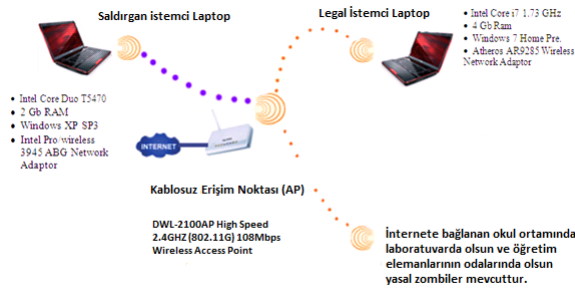 Saldırgan istemci Laptop
• Intel Core Duo T5470
• 2 Gb RAM
• Windows XP SP3
• Intel Pro/wireless
3945 ABG Network
Adaptor
Legal İstemci Laptop
• Intel Core i7 1.73 GHz
• 4 Gb Ram
• Windows 7 Home Pre.
• Atheros AR9285 Wireless
Network Adaptor
INTERNET
Kablosuz Erişim Noktası (AP)
DWL-2100AP High Speed
2.4GHZ (802.11G) 108Mbps
Wireless Access Point
İnternete bağlanan okul ortamında
laboratuvarda olsun ve öğretim
elemanlarının odalarında olsun
yasal zombiler mevcuttur.